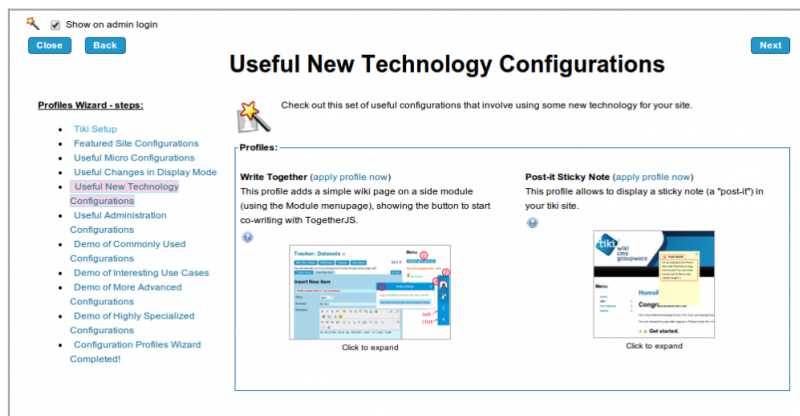 Show on admin login
Close
Back
Next
Useful New Technology Configurations
Profiles Wizard - steps:
Tiki Setup
Featured Site Configurations
Useful Micro Configurations
Useful Changes in Display Mode
Useful New Technology
Configurations
Useful Administration
Configurations
Demo of Commonly Used
Configurations
Demo of Interesting Use Cases
Demo of More Advanced
Configurations
Demo of Highly Specialized
Configurations
Configuration Profiles Wizard
Completed!
Check out this set of useful configurations that involve using some new technology for your site.
Profiles:
Write Together (apply profile now)
This profile adds a simple wiki page on a side module
(using the Module menupage), showing the button to start
co-writing with TogetherJS.
Tracker: Datasets
Menu
Insert New Item
Click to expand
Post-it Sticky Note (apply profile now)
This profile allows to display a sticky note (a "post-it") in
your tiki site.
tiki
wiki
cms
groupware
Menu
Get started.
Click to expand